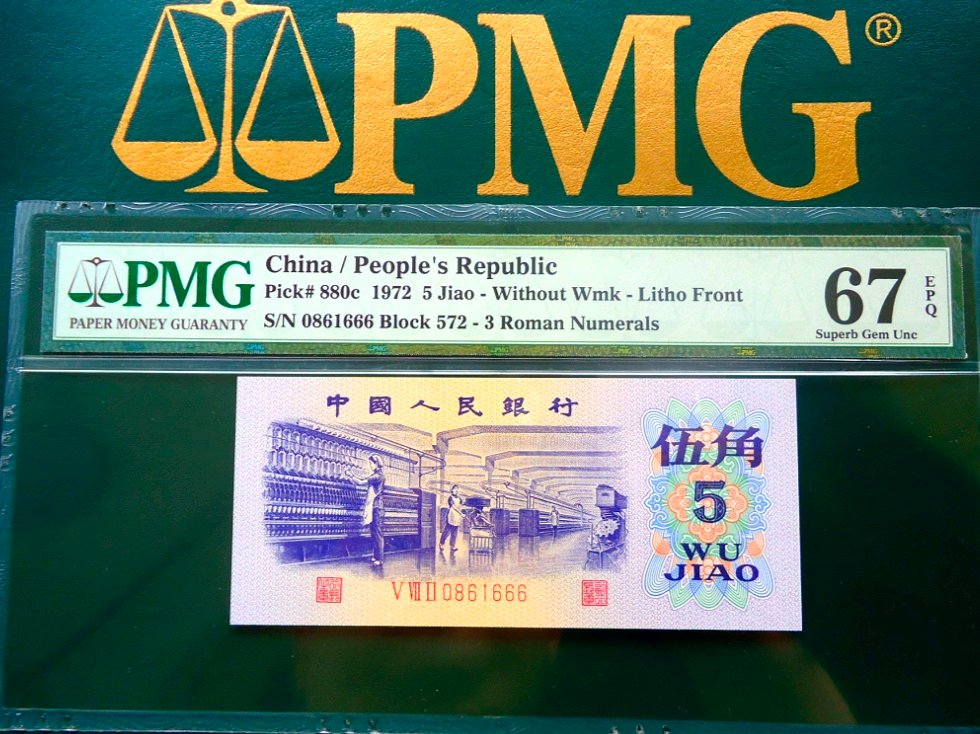 PMG®
PMG
PAPER MONEY GUARANTY
China / People's Republic
Pick# 880c 1972 5 Jiao - Without Wmk - Litho Front
S/N 0861666 Block 572 - 3 Roman Numerals
67
EPQ
Superb Gem Unc
中國人民銀行
伍角
5
WU
JIAO
Ⅴ Ⅶ Ⅱ 0861666